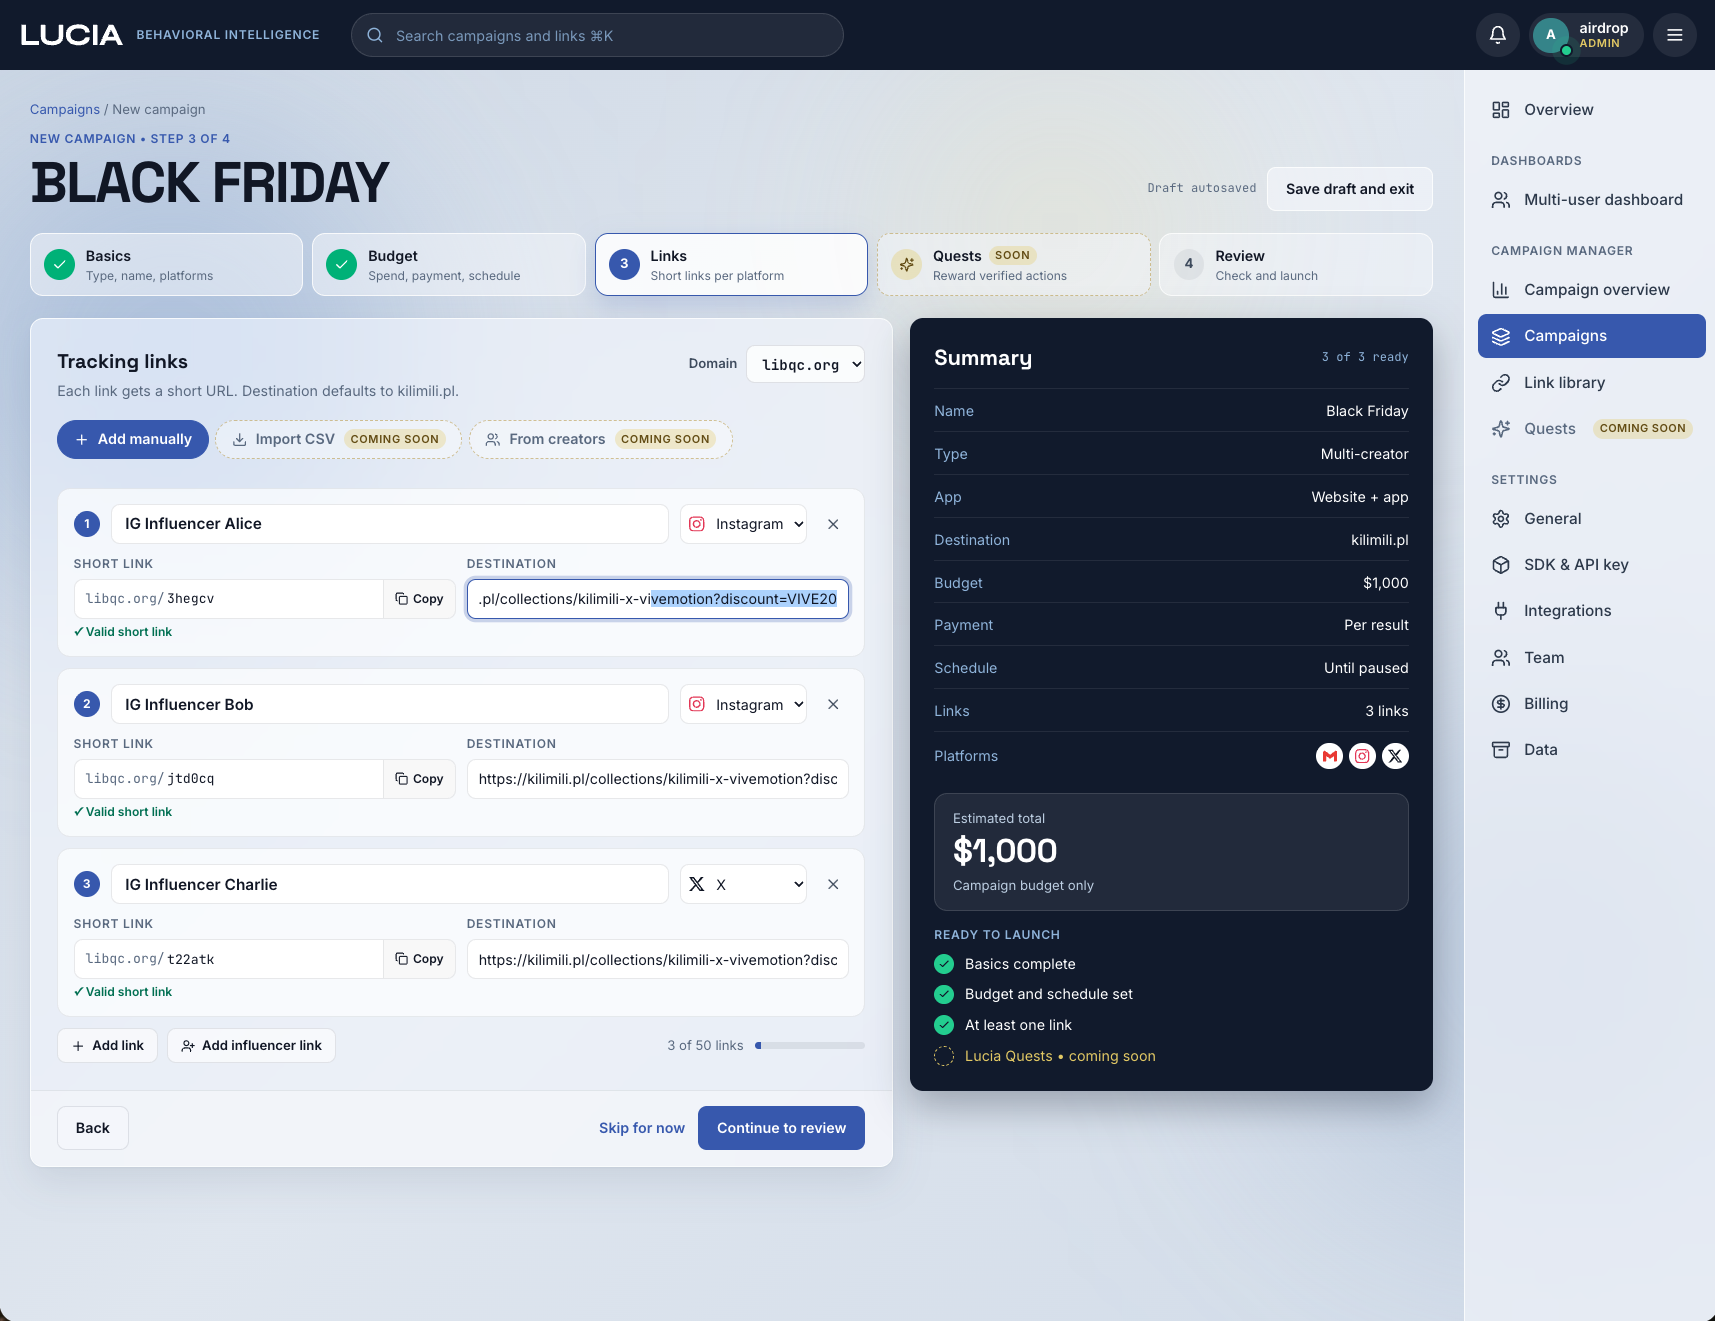 LUCIA BEHAVIORAL INTELLIGENCE
Search campaigns and links ⌘K
A
airdrop
ADMIN
Campaigns / New campaign
NEW CAMPAIGN • STEP 3 OF 4
BLACK FRIDAY
Draft autosaved
Save draft and exit
Basics
Type, name, platforms
Budget
Spend, payment, schedule
3
Links
Short links per platform
Quests SOON
Reward verified actions
4
Review
Check and launch
Tracking links
Each link gets a short URL. Destination defaults to kilimili.pl.
Domain
libqc.org
Add manually
Import CSV COMING SOON
From creators COMING SOON
1
IG Influencer Alice
Instagram
SHORT LINK
DESTINATION
libqc.org/ 3hegcv
Copy
.pl/collections/kilimili-x-vivemotion?discount=VIVE20
✓ Valid short link
2
IG Influencer Bob
Instagram
SHORT LINK
DESTINATION
libqc.org/ jtd0cq
Copy
https://kilimili.pl/collections/kilimili-x-vivemotion?disc
✓ Valid short link
3
IG Influencer Charlie
X
SHORT LINK
DESTINATION
libqc.org/ t22atk
Copy
https://kilimili.pl/collections/kilimili-x-vivemotion?disc
✓ Valid short link
Add link
Add influencer link
3 of 50 links
Back
Skip for now
Continue to review
Summary
3 of 3 ready
Name
Black Friday
Type
Multi-creator
App
Website + app
Destination
kilimili.pl
Budget
$1,000
Payment
Per result
Schedule
Until paused
Links
3 links
Platforms
Estimated total
$1,000
Campaign budget only
READY TO LAUNCH
Basics complete
Budget and schedule set
At least one link
Lucia Quests • coming soon
Overview
DASHBOARDS
Multi-user dashboard
CAMPAIGN MANAGER
Campaign overview
Campaigns
Link library
Quests COMING SOON
SETTINGS
General
SDK & API key
Integrations
Team
Billing
Data